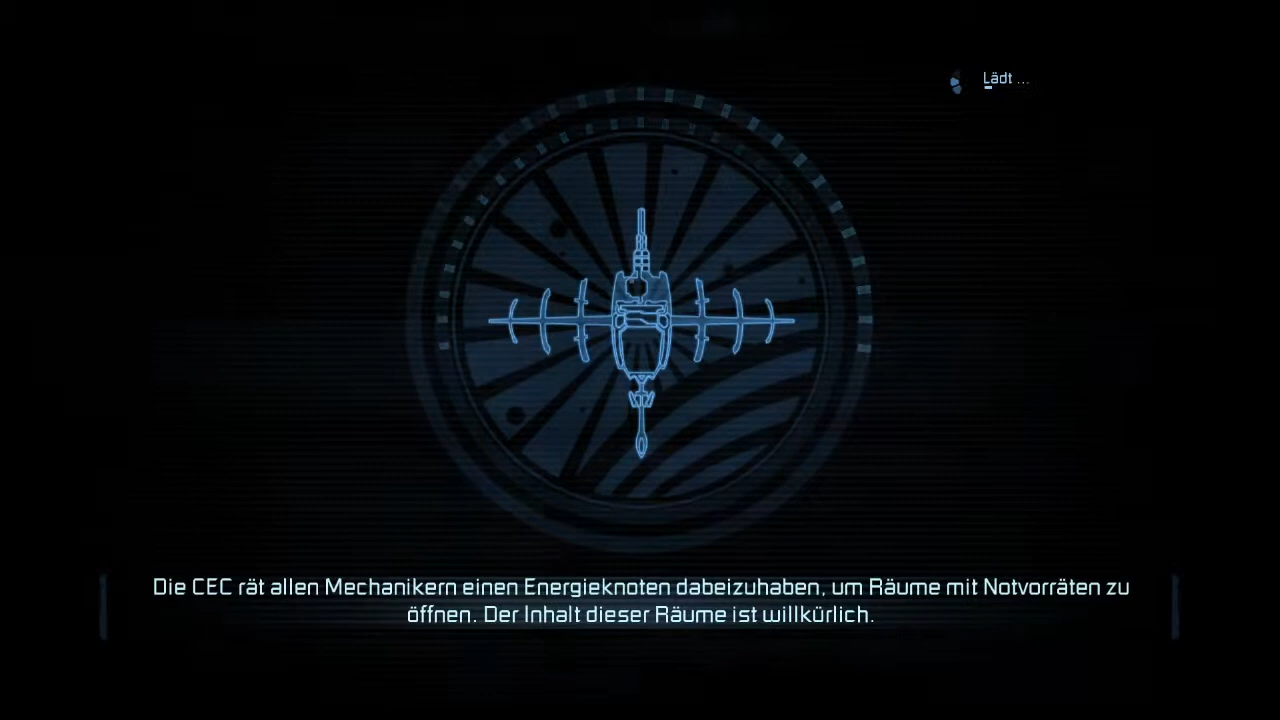 Lädt ...
Die CEC rät allen Mechanikern einen Energieknoten dabeizuhaben, um Räume mit Notvorräten zu
öffnen. Der Inhalt dieser Räume ist willkürlich.